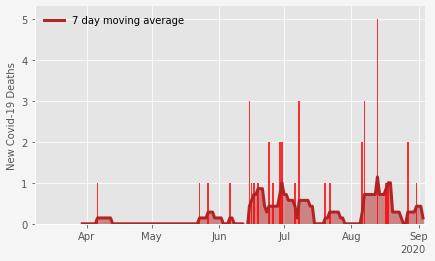 7 day moving average
New Covid-19 Deaths
5
4
3
2
1
0
Apr
May
Jun
Jul
Aug
Sep
2020